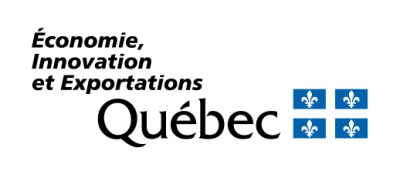 Économie,
Innovation
et Exportations
Québec